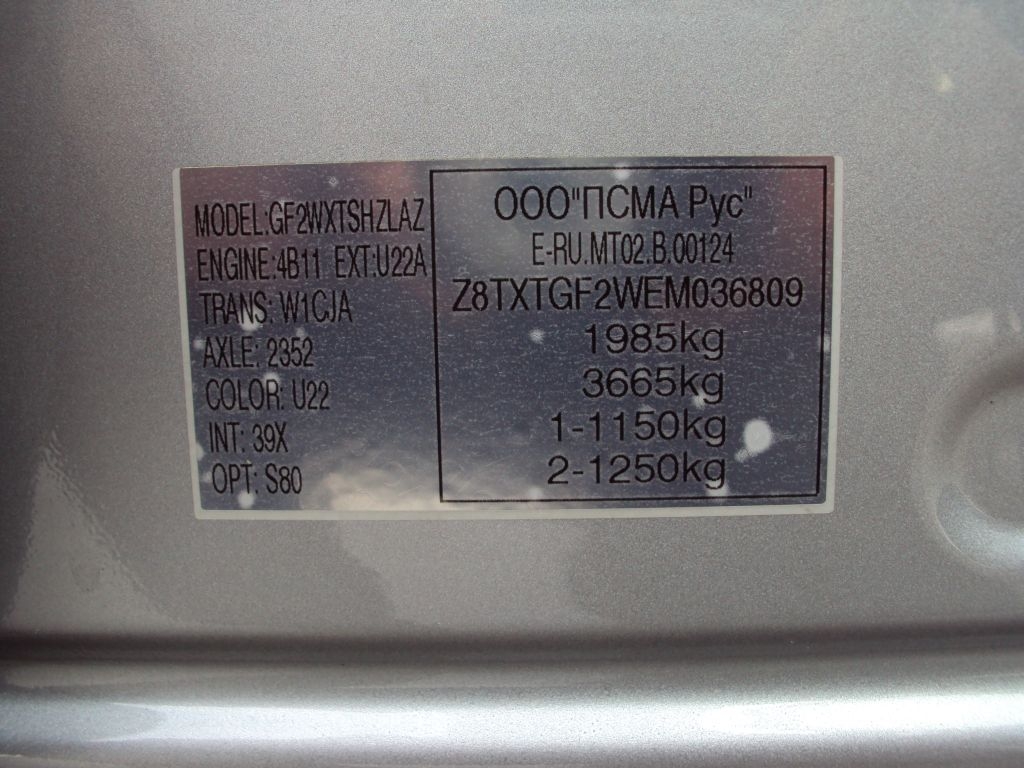 MODEL:GF2WXTSHZLAZ
ENGINE:4B11 EXT:U22A
TRANS: W1CJA
AXLE: 2352
COLOR: U22
INT: 39X
OPT: S80
ООО"ПСМА Рус"
E-RU.MT02.B.00124
Z8TXTGF2WEM036809
1985kg
3665kg
1-1150kg
2-1250kg